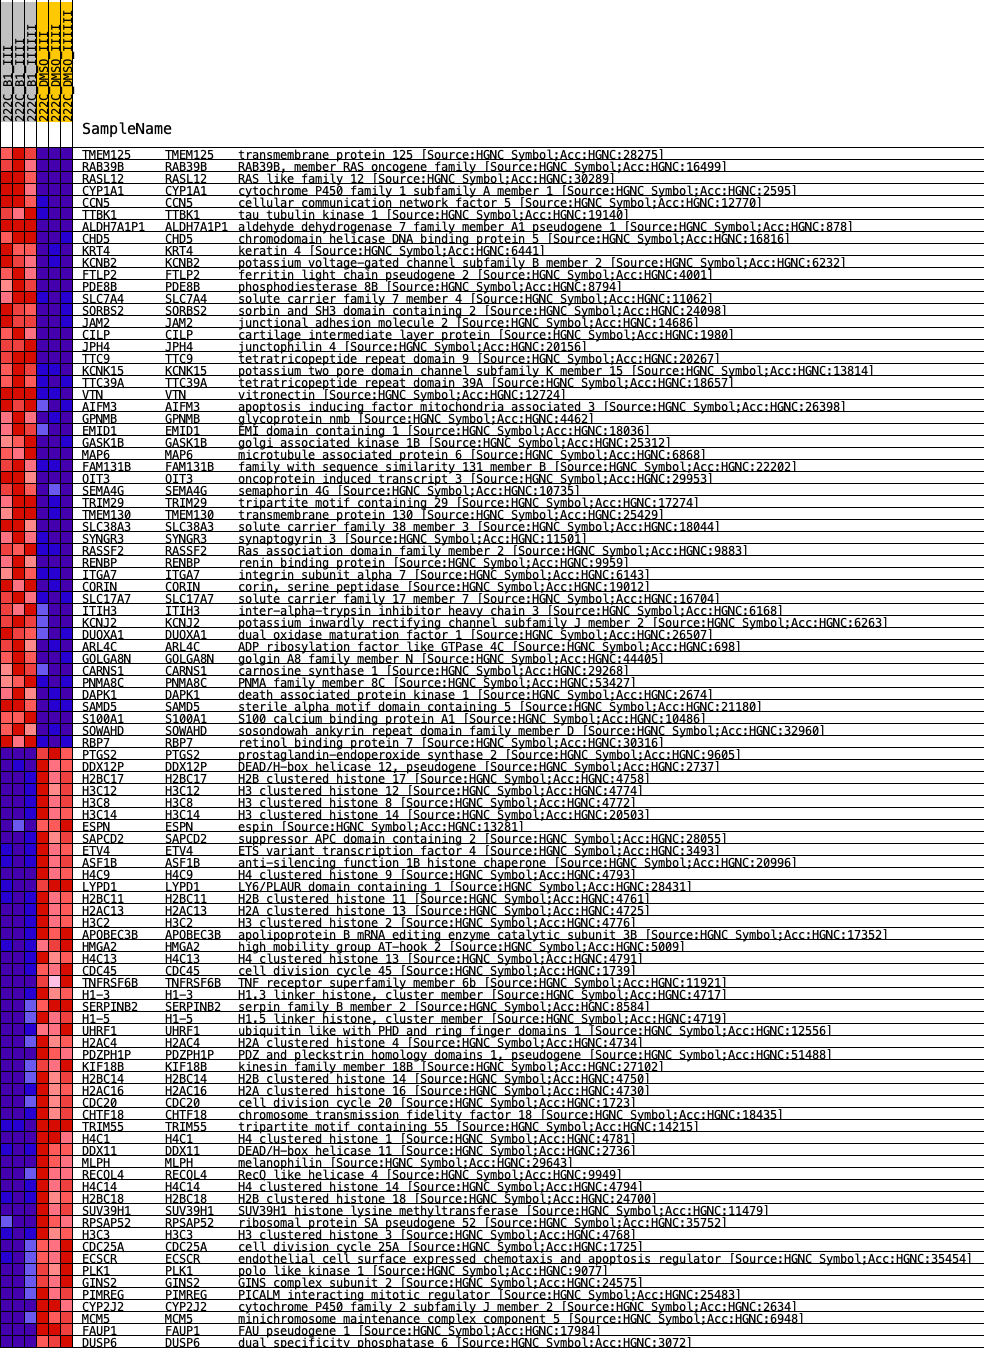 222C_B1_III
222C_B1_IIII
222C_B1_IIIIII
222C_DMSO_III
222C_DMSO_IIII
222C_DMSO_IIIIII
SampleName
TMEM125 TMEM125 transmembrane protein 125 [Source:HGNC Symbol;Acc:HGNC:28275]
RAB39B RAB39B RAB39B, member RAS oncogene family [Source:HGNC Symbol;Acc:HGNC:16499]
RASL12 RASL12 RAS like family 12 [Source:HGNC Symbol;Acc:HGNC:30289]
CYP1A1 CYP1A1 cytochrome P450 family 1 subfamily A member 1 [Source:HGNC Symbol;Acc:HGNC:2595]
CCN5 CCN5 cellular communication network factor 5 [Source:HGNC Symbol;Acc:HGNC:12770]
TTBK1 TTBK1 tau tubulin kinase 1 [Source:HGNC Symbol;Acc:HGNC:19140]
ALDH7A1P1 ALDH7A1P1 aldehyde dehydrogenase 7 family member A1 pseudogene 1 [Source:HGNC Symbol;Acc:HGNC:878]
CHD5 CHD5 chromodomain helicase DNA binding protein 5 [Source:HGNC Symbol;Acc:HGNC:16816]
KRT4 KRT4 keratin 4 [Source:HGNC Symbol;Acc:HGNC:6441]
KCNB2 KCNB2 potassium voltage-gated channel subfamily B member 2 [Source:HGNC Symbol;Acc:HGNC:6232]
FTLP2 FTLP2 ferritin light chain pseudogene 2 [Source:HGNC Symbol;Acc:HGNC:4001]
PDE8B PDE8B phosphodiesterase 8B [Source:HGNC Symbol;Acc:HGNC:8794]
SLC7A4 SLC7A4 solute carrier family 7 member 4 [Source:HGNC Symbol;Acc:HGNC:11062]
SORBS2 SORBS2 sorbin and SH3 domain containing 2 [Source:HGNC Symbol;Acc:HGNC:24098]
JAM2 JAM2 junctional adhesion molecule 2 [Source:HGNC Symbol;Acc:HGNC:14686]
CILP CILP cartilage intermediate layer protein [Source:HGNC Symbol;Acc:HGNC:1980]
JPH4 JPH4 junctophilin 4 [Source:HGNC Symbol;Acc:HGNC:20156]
TTC9 TTC9 tetratricopeptide repeat domain 9 [Source:HGNC Symbol;Acc:HGNC:20267]
KCNK15 KCNK15 potassium two pore domain channel subfamily K member 15 [Source:HGNC Symbol;Acc:HGNC:13814]
TTC39A TTC39A tetratricopeptide repeat domain 39A [Source:HGNC Symbol;Acc:HGNC:18657]
VTN VTN vitronectin [Source:HGNC Symbol;Acc:HGNC:12724]
AIFM3 AIFM3 apoptosis inducing factor mitochondria associated 3 [Source:HGNC Symbol;Acc:HGNC:26398]
GPNMB GPNMB glycoprotein nmb [Source:HGNC Symbol;Acc:HGNC:4462]
EMID1 EMID1 EMI domain containing 1 [Source:HGNC Symbol;Acc:HGNC:18036]
GASK1B GASK1B golgi associated kinase 1B [Source:HGNC Symbol;Acc:HGNC:25312]
MAP6 MAP6 microtubule associated protein 6 [Source:HGNC Symbol;Acc:HGNC:6868]
FAM131B FAM131B family with sequence similarity 131 member B [Source:HGNC Symbol;Acc:HGNC:22202]
OIT3 OIT3 oncoprotein induced transcript 3 [Source:HGNC Symbol;Acc:HGNC:29953]
SEMA4G SEMA4G semaphorin 4G [Source:HGNC Symbol;Acc:HGNC:10735]
TRIM29 TRIM29 tripartite motif containing 29 [Source:HGNC Symbol;Acc:HGNC:17274]
TMEM130 TMEM130 transmembrane protein 130 [Source:HGNC Symbol;Acc:HGNC:25429]
SLC38A3 SLC38A3 solute carrier family 38 member 3 [Source:HGNC Symbol;Acc:HGNC:18044]
SYNGR3 SYNGR3 synaptogyrin 3 [Source:HGNC Symbol;Acc:HGNC:11501]
RASSF2 RASSF2 Ras association domain family member 2 [Source:HGNC Symbol;Acc:HGNC:9883]
RENBP RENBP renin binding protein [Source:HGNC Symbol;Acc:HGNC:9959]
ITGA7 ITGA7 integrin subunit alpha 7 [Source:HGNC Symbol;Acc:HGNC:6143]
CORIN CORIN corin, serine peptidase [Source:HGNC Symbol;Acc:HGNC:19012]
SLC17A7 SLC17A7 solute carrier family 17 member 7 [Source:HGNC Symbol;Acc:HGNC:16704]
ITIH3 ITIH3 inter-alpha-trypsin inhibitor heavy chain 3 [Source:HGNC Symbol;Acc:HGNC:6168]
KCNJ2 KCNJ2 potassium inwardly rectifying channel subfamily J member 2 [Source:HGNC Symbol;Acc:HGNC:6263]
DUOXA1 DUOXA1 dual oxidase maturation factor 1 [Source:HGNC Symbol;Acc:HGNC:26507]
ARL4C ARL4C ADP ribosylation factor like GTPase 4C [Source:HGNC Symbol;Acc:HGNC:698]
GOLGA8N GOLGA8N golgin A8 family member N [Source:HGNC Symbol;Acc:HGNC:44405]
CARNS1 CARNS1 carnosine synthase 1 [Source:HGNC Symbol;Acc:HGNC:29268]
PNMA8C PNMA8C PNMA family member 8C [Source:HGNC Symbol;Acc:HGNC:53427]
DAPK1 DAPK1 death associated protein kinase 1 [Source:HGNC Symbol;Acc:HGNC:2674]
SAMD5 SAMD5 sterile alpha motif domain containing 5 [Source:HGNC Symbol;Acc:HGNC:21180]
S100A1 S100A1 S100 calcium binding protein A1 [Source:HGNC Symbol;Acc:HGNC:10486]
SOWAHD SOWAHD sosondowah ankyrin repeat domain family member D [Source:HGNC Symbol;Acc:HGNC:32960]
RBP7 RBP7 retinol binding protein 7 [Source:HGNC Symbol;Acc:HGNC:30316]
PTGS2 PTGS2 prostaglandin-endoperoxide synthase 2 [Source:HGNC Symbol;Acc:HGNC:9605]
DDX12P DDX12P DEAD/H-box helicase 12, pseudogene [Source:HGNC Symbol;Acc:HGNC:2737]
H2BC17 H2BC17 H2B clustered histone 17 [Source:HGNC Symbol;Acc:HGNC:4758]
H3C12 H3C12 H3 clustered histone 12 [Source:HGNC Symbol;Acc:HGNC:4774]
H3C8 H3C8 H3 clustered histone 8 [Source:HGNC Symbol;Acc:HGNC:4772]
H3C14 H3C14 H3 clustered histone 14 [Source:HGNC Symbol;Acc:HGNC:20503]
ESPN ESPN espin [Source:HGNC Symbol;Acc:HGNC:13281]
SAPCD2 SAPCD2 suppressor APC domain containing 2 [Source:HGNC Symbol;Acc:HGNC:28055]
ETV4 ETV4 ETS variant transcription factor 4 [Source:HGNC Symbol;Acc:HGNC:3493]
ASF1B ASF1B anti-silencing function 1B histone chaperone [Source:HGNC Symbol;Acc:HGNC:20996]
H4C9 H4C9 H4 clustered histone 9 [Source:HGNC Symbol;Acc:HGNC:4793]
LYPD1 LYPD1 LY6/PLAUR domain containing 1 [Source:HGNC Symbol;Acc:HGNC:28431]
H2BC11 H2BC11 H2B clustered histone 11 [Source:HGNC Symbol;Acc:HGNC:4761]
H2AC13 H2AC13 H2A clustered histone 13 [Source:HGNC Symbol;Acc:HGNC:4725]
H3C2 H3C2 H3 clustered histone 2 [Source:HGNC Symbol;Acc:HGNC:4776]
APOBEC3B APOBEC3B apolipoprotein B mRNA editing enzyme catalytic subunit 3B [Source:HGNC Symbol;Acc:HGNC:17352]
HMGA2 HMGA2 high mobility group AT-hook 2 [Source:HGNC Symbol;Acc:HGNC:5009]
H4C13 H4C13 H4 clustered histone 13 [Source:HGNC Symbol;Acc:HGNC:4791]
CDC45 CDC45 cell division cycle 45 [Source:HGNC Symbol;Acc:HGNC:1739]
TNFRSF6B TNFRSF6B TNF receptor superfamily member 6b [Source:HGNC Symbol;Acc:HGNC:11921]
H1-3 H1-3 H1.3 linker histone, cluster member [Source:HGNC Symbol;Acc:HGNC:4717]
SERPINB2 SERPINB2 serpin family B member 2 [Source:HGNC Symbol;Acc:HGNC:8584]
H1-5 H1-5 H1.5 linker histone, cluster member [Source:HGNC Symbol;Acc:HGNC:4719]
UHRF1 UHRF1 ubiquitin like with PHD and ring finger domains 1 [Source:HGNC Symbol;Acc:HGNC:12556]
H2AC4 H2AC4 H2A clustered histone 4 [Source:HGNC Symbol;Acc:HGNC:4734]
PDZPH1P PDZPH1P PDZ and pleckstrin homology domains 1, pseudogene [Source:HGNC Symbol;Acc:HGNC:51488]
KIF18B KIF18B kinesin family member 18B [Source:HGNC Symbol;Acc:HGNC:27102]
H2BC14 H2BC14 H2B clustered histone 14 [Source:HGNC Symbol;Acc:HGNC:4750]
H2AC16 H2AC16 H2A clustered histone 16 [Source:HGNC Symbol;Acc:HGNC:4730]
CDC20 CDC20 cell division cycle 20 [Source:HGNC Symbol;Acc:HGNC:1723]
CHTF18 CHTF18 chromosome transmission fidelity factor 18 [Source:HGNC Symbol;Acc:HGNC:18435]
TRIM55 TRIM55 tripartite motif containing 55 [Source:HGNC Symbol;Acc:HGNC:14215]
H4C1 H4C1 H4 clustered histone 1 [Source:HGNC Symbol;Acc:HGNC:4781]
DDX11 DDX11 DEAD/H-box helicase 11 [Source:HGNC Symbol;Acc:HGNC:2736]
MLPH MLPH melanophilin [Source:HGNC Symbol;Acc:HGNC:29643]
RECQL4 RECQL4 RecQ like helicase 4 [Source:HGNC Symbol;Acc:HGNC:9949]
H4C14 H4C14 H4 clustered histone 14 [Source:HGNC Symbol;Acc:HGNC:4794]
H2BC18 H2BC18 H2B clustered histone 18 [Source:HGNC Symbol;Acc:HGNC:24700]
SUV39H1 SUV39H1 SUV39H1 histone lysine methyltransferase [Source:HGNC Symbol;Acc:HGNC:11479]
RPSAP52 RPSAP52 ribosomal protein SA pseudogene 52 [Source:HGNC Symbol;Acc:HGNC:35752]
H3C3 H3C3 H3 clustered histone 3 [Source:HGNC Symbol;Acc:HGNC:4768]
CDC25A CDC25A cell division cycle 25A [Source:HGNC Symbol;Acc:HGNC:1725]
ECSCR ECSCR endothelial cell surface expressed chemotaxis and apoptosis regulator [Source:HGNC Symbol;Acc:HGNC:35454]
PLK1 PLK1 polo like kinase 1 [Source:HGNC Symbol;Acc:HGNC:9077]
GINS2 GINS2 GINS complex subunit 2 [Source:HGNC Symbol;Acc:HGNC:24575]
PIMREG PIMREG PICALM interacting mitotic regulator [Source:HGNC Symbol;Acc:HGNC:25483]
CYP2J2 CYP2J2 cytochrome P450 family 2 subfamily J member 2 [Source:HGNC Symbol;Acc:HGNC:2634]
MCM5 MCM5 minichromosome maintenance complex component 5 [Source:HGNC Symbol;Acc:HGNC:6948]
FAUP1 FAUP1 FAU pseudogene 1 [Source:HGNC Symbol;Acc:HGNC:17984]
DUSP6 DUSP6 dual specificity phosphatase 6 [Source:HGNC Symbol;Acc:HGNC:3072]